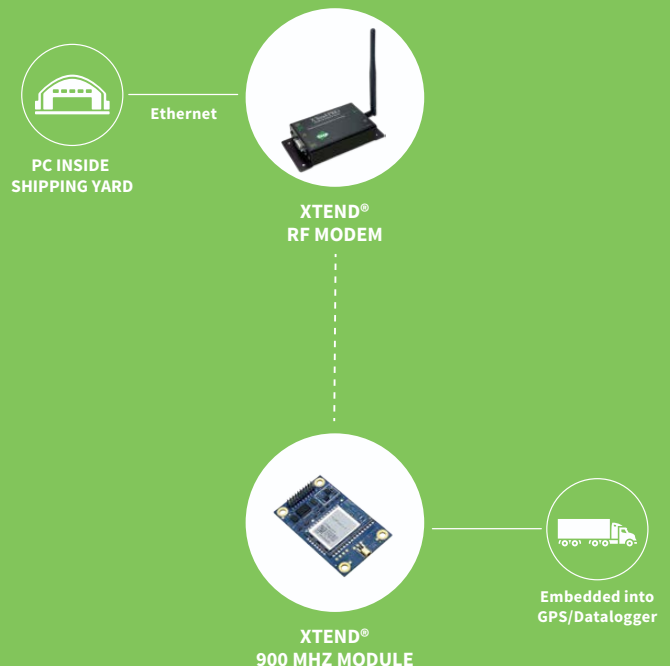 Ethernet
PC INSIDE
SHIPPING YARD
XTEND®
RF MODEM
Embedded into
GPS/Datalogger
XTEND®
900 MHZ MODULE